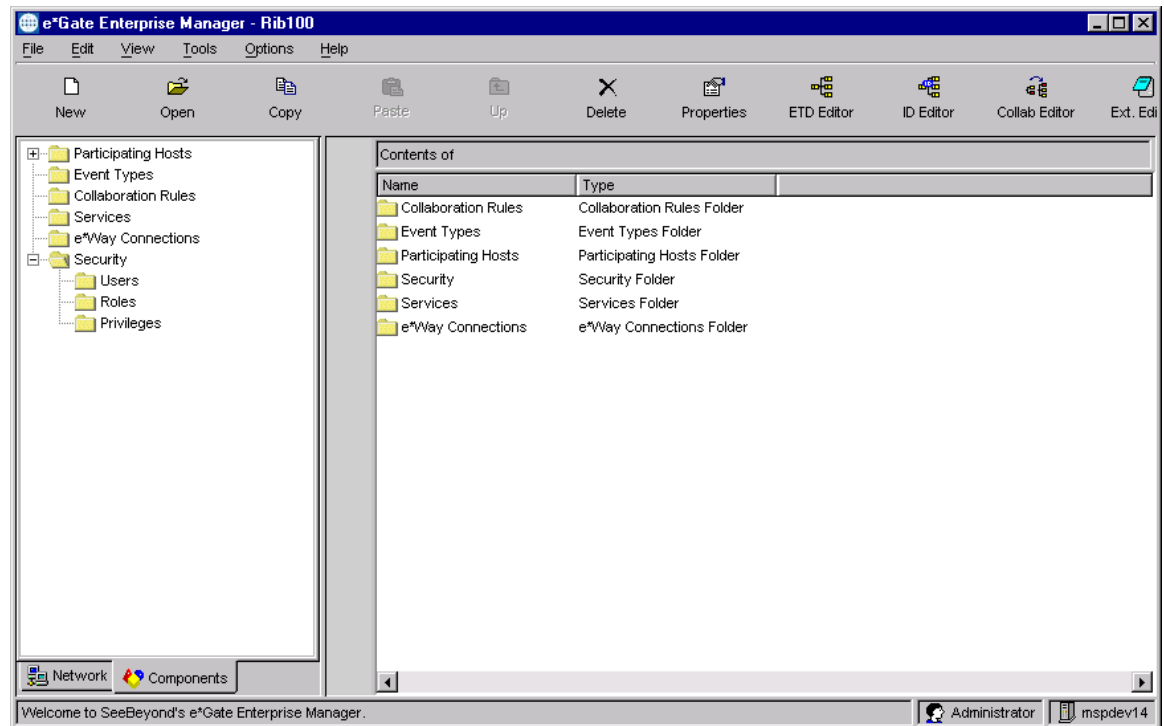 e*Gate Enterprise Manager - Rib100
File Edit View Tools Options Help
New Open Copy Paste Up Delete Properties ETD Editor ID Editor Collab Editor Ext. Edi
Participating Hosts
Event Types
Collaboration Rules
Services
e*Way Connections
Security
Users
Roles
Privileges
Contents of
Name Type
Collaboration Rules Collaboration Rules Folder
Event Types Event Types Folder
Participating Hosts Participating Hosts Folder
Security Security Folder
Services Services Folder
e*Way Connections e*Way Connections Folder
Network Components
Welcome to SeeBeyond's e*Gate Enterprise Manager. Administrator mspdev14